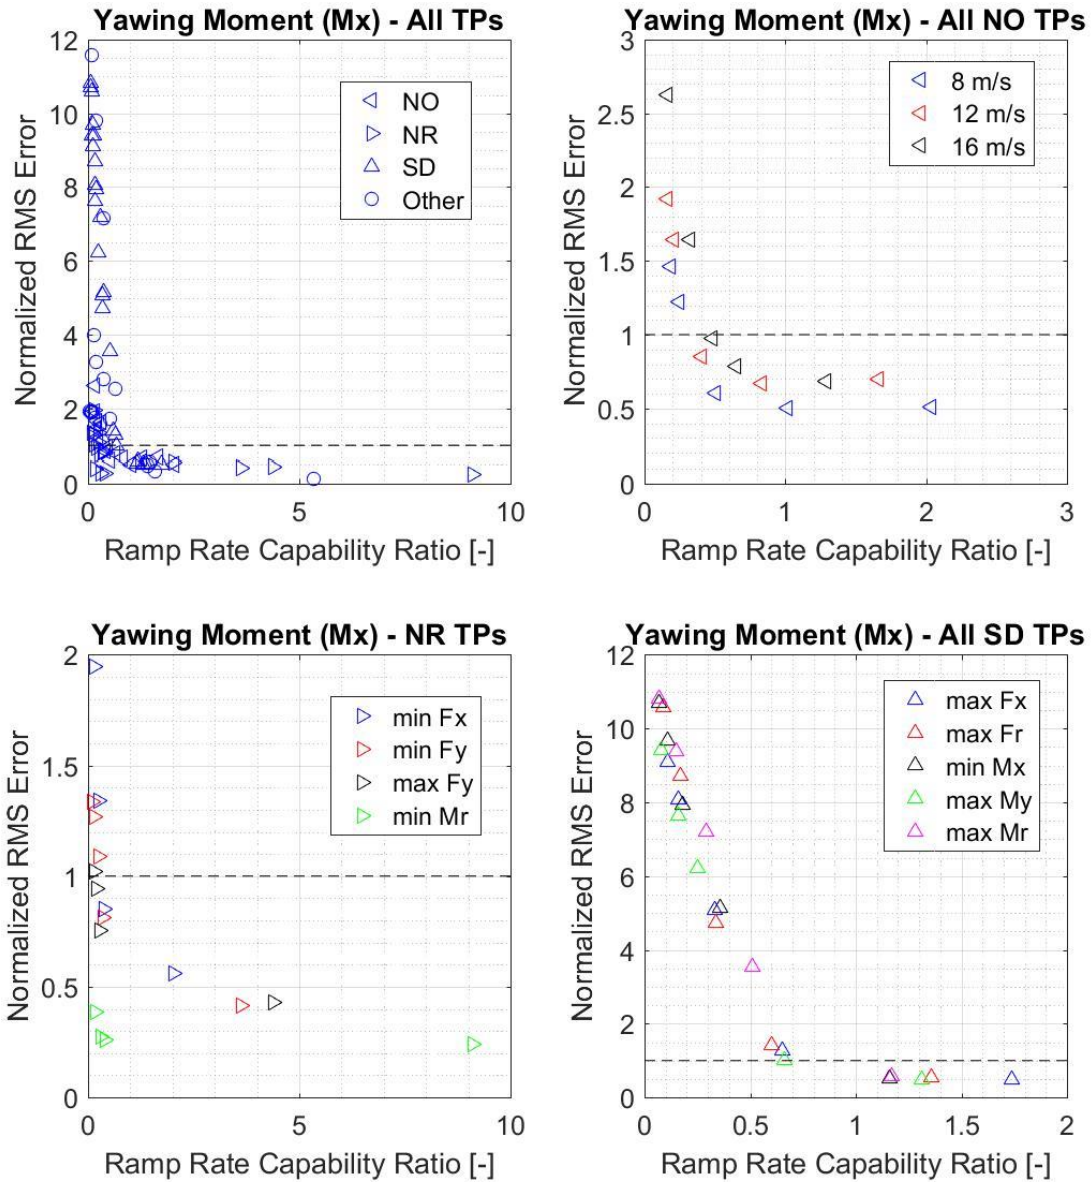 Yawing Moment (Mx) - All TPs
12
10
8
6
4
2
0
Normalized RMS Error
NO
NR
SD
Other
0 5 10
Ramp Rate Capability Ratio [-]
Yawing Moment (Mx) - All NO TPs
3
2.5
2
1.5
1
0.5
0
Normalized RMS Error
8 m/s
12 m/s
16 m/s
0 1 2 3
Ramp Rate Capability Ratio [-]
Yawing Moment (Mx) - NR TPs
2
1.5
1
0.5
0
Normalized RMS Error
min Fx
min Fy
max Fy
min Mr
0 5 10
Ramp Rate Capability Ratio [-]
Yawing Moment (Mx) - All SD TPs
12
10
8
6
4
2
0
Normalized RMS Error
max Fx
max Fr
min Mx
max My
max Mr
0 0.5 1 1.5 2
Ramp Rate Capability Ratio [-]